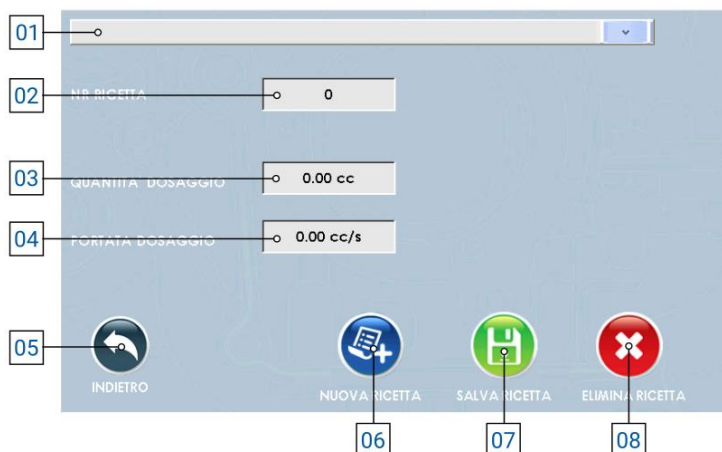 01
02 NR RICETTA 0
03 QUANTITÀ DOSAGGIO 0.00 cc
04 PORTATA DOSAGGIO 0.00 cc/s
05
INDIETRO NUOVA RICETTA SALVA RICETTA ELIMINA RICETTA
06 07 08